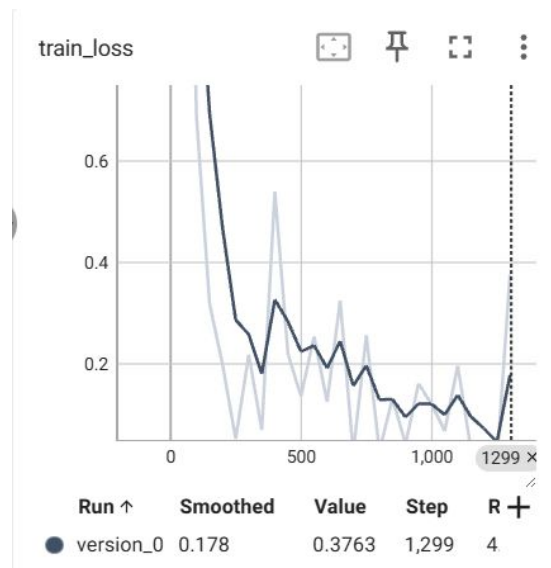 train_loss
0.6
0.4
0.2
0 500 1,000 1299 ×
Run ↑ Smoothed Value Step R +
version_0 0.178 0.3763 1,299 4.